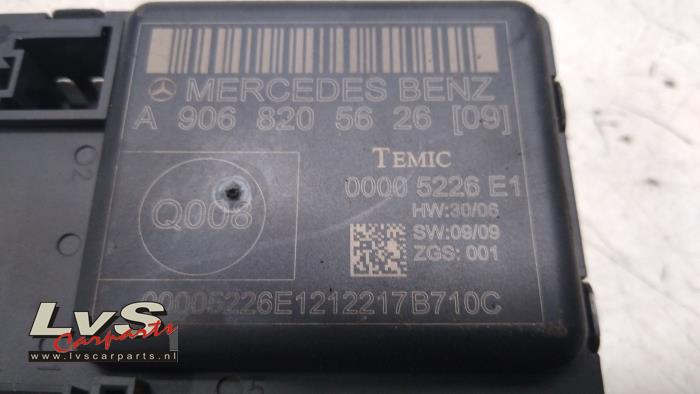 MERCEDES BENZ
A 906 820 56 26 [09]
TEMIC
0000 5226 E1
HW:30/06
SW:09/09
ZGS: 001
Q008
00005226E1212217B710C
LvS
Carparts
www.lvscarparts.nl